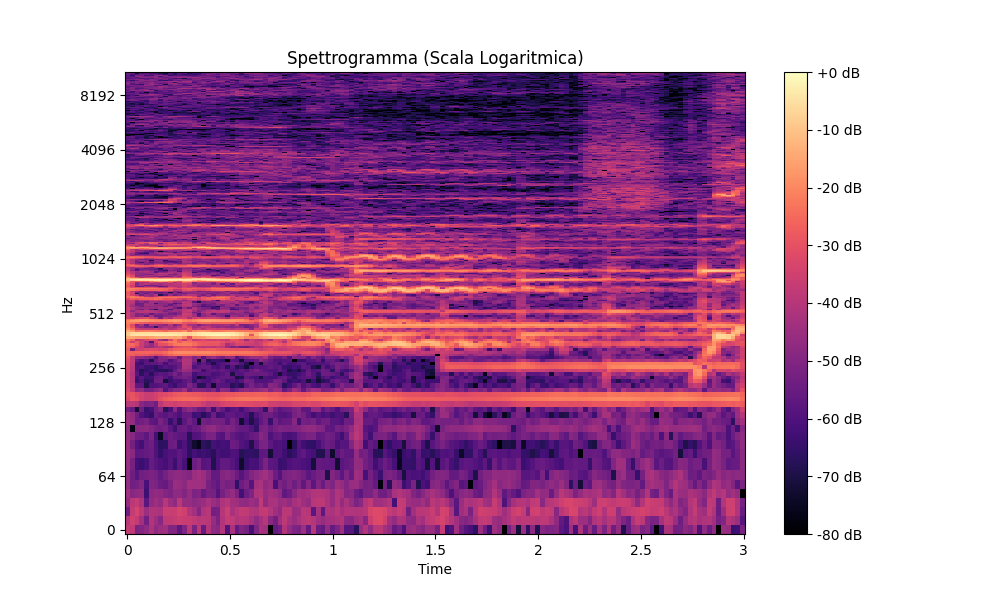 Spettrogramma (Scala Logaritmica)
Hz
8192
4096
2048
1024
512
256
128
64
0
0
0.5
1
1.5
2
2.5
3
Time
+0 dB
-10 dB
-20 dB
-30 dB
-40 dB
-50 dB
-60 dB
-70 dB
-80 dB